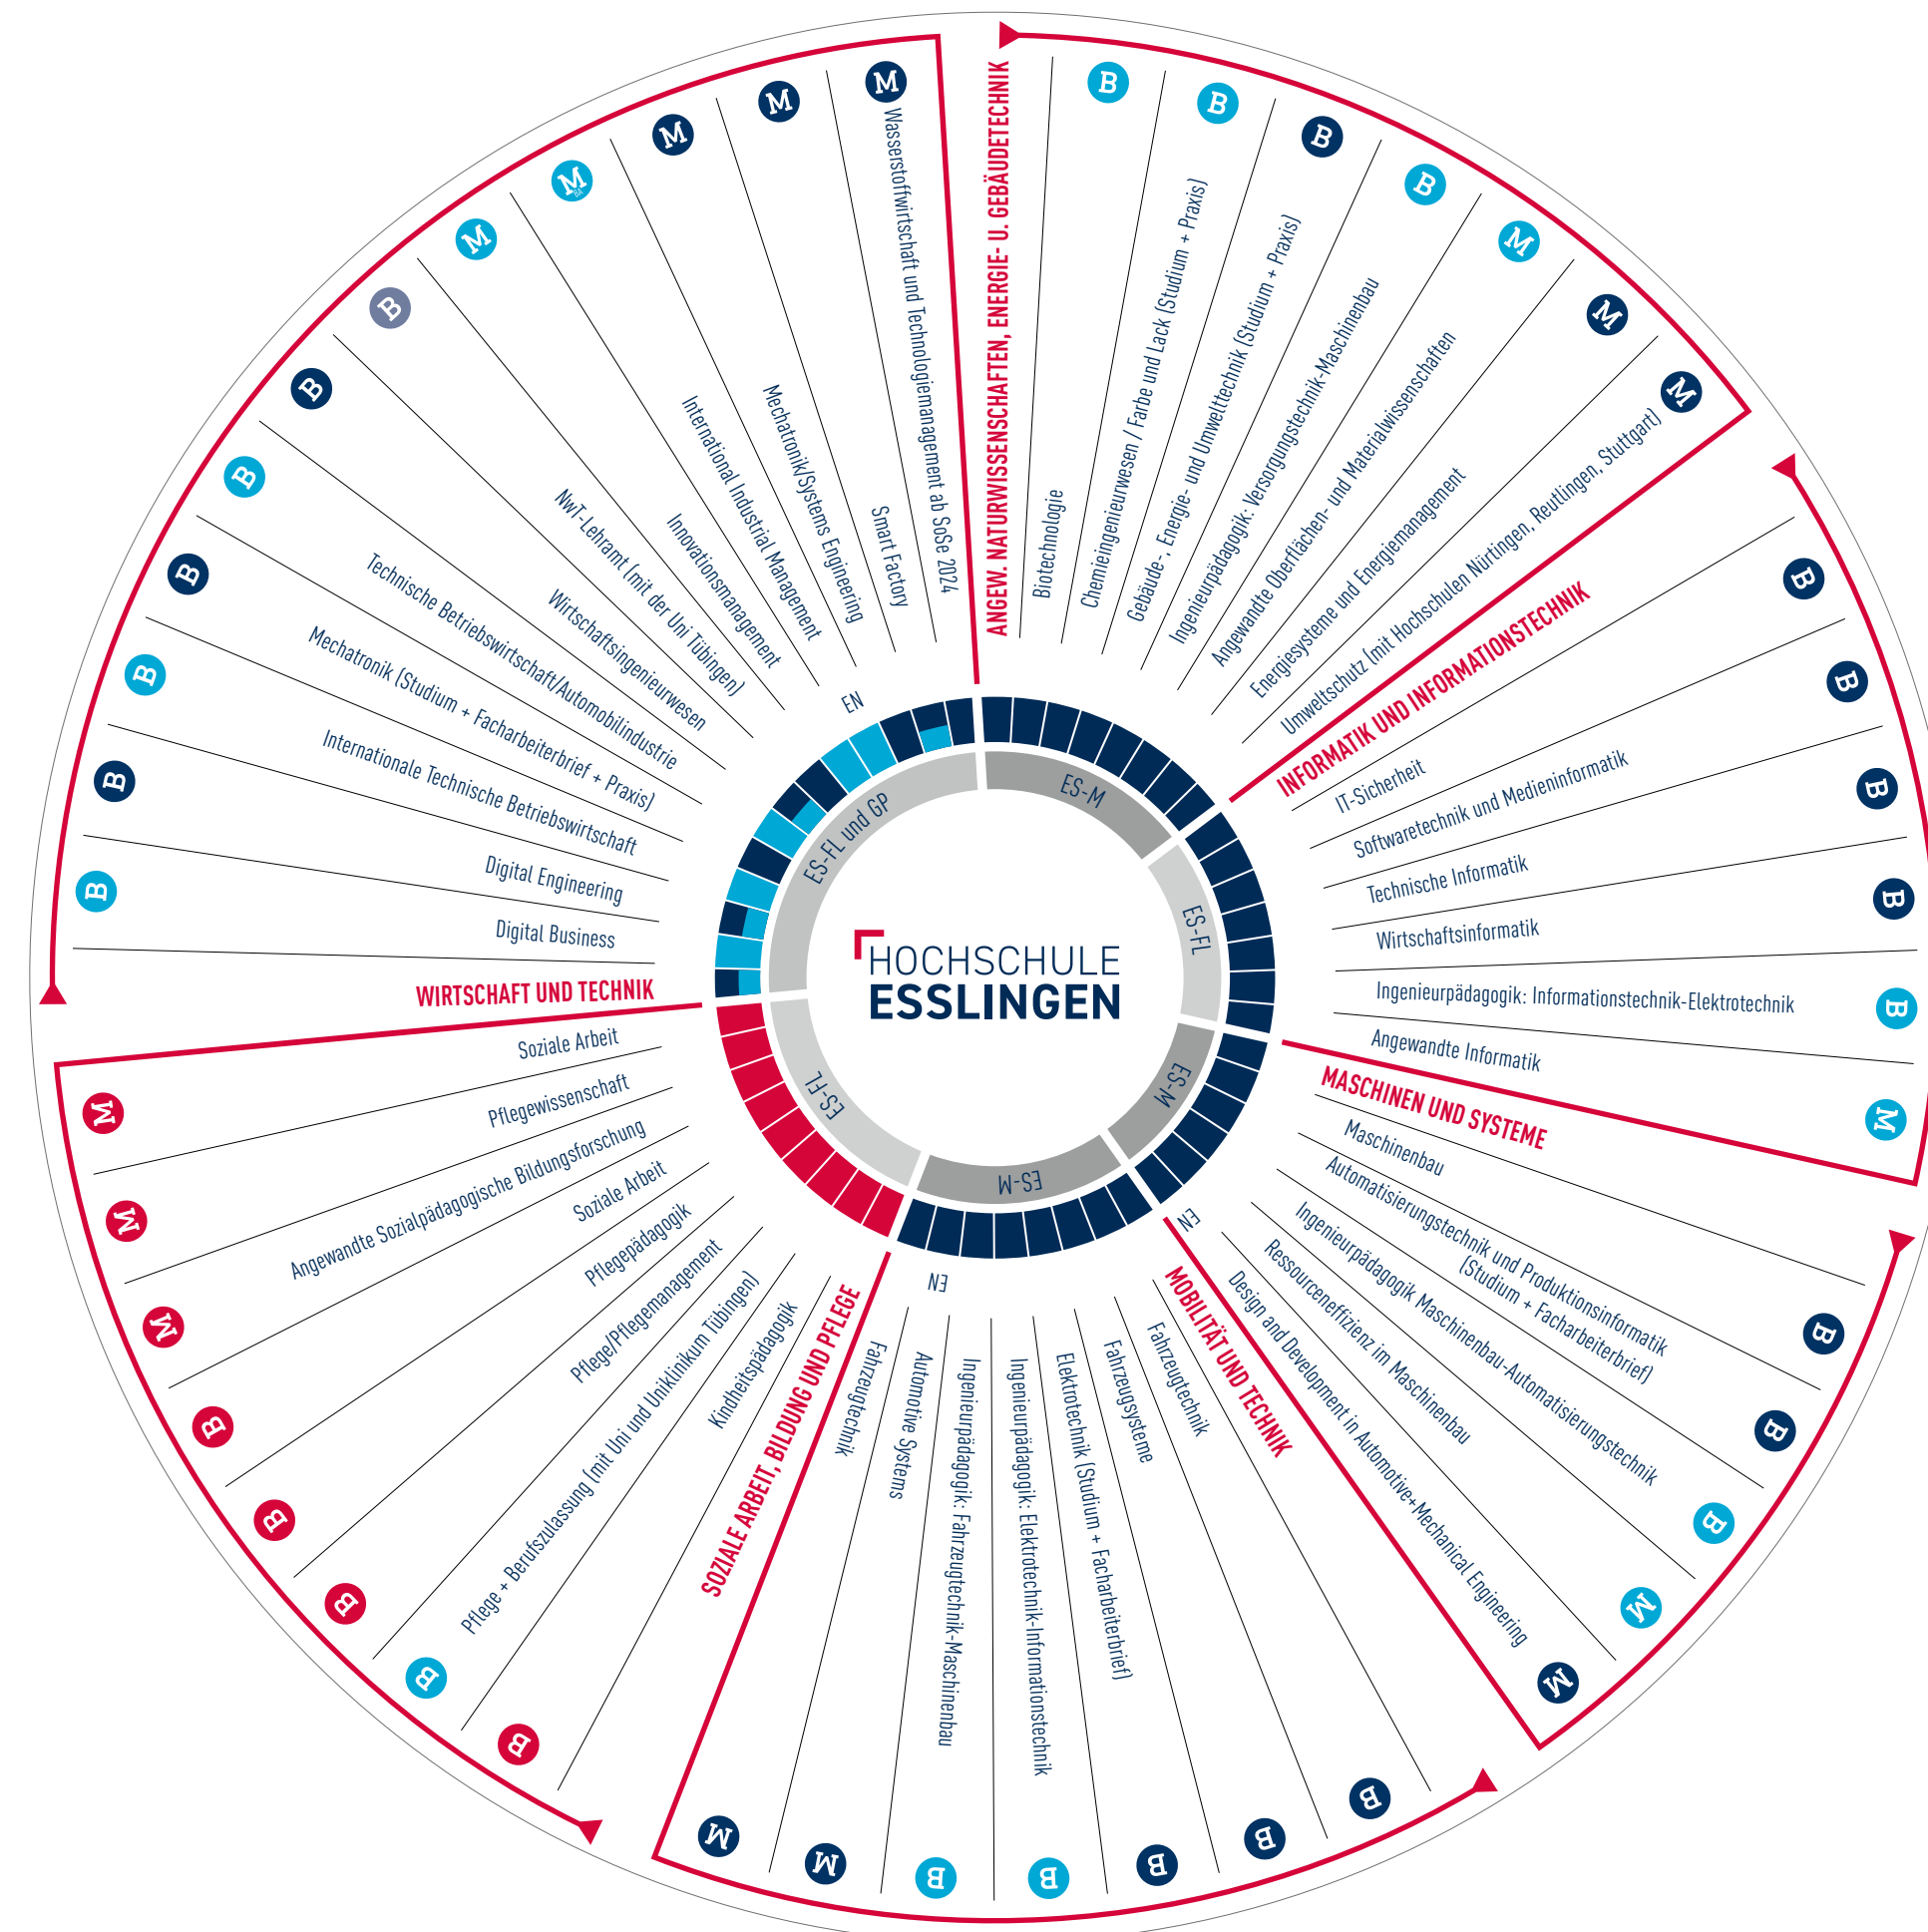 ANGEW. NATURWISSENSCHAFTEN, ENERGIE- U. GEBÄUDETECHNIK
Biotechnologie
B
Chemieingenieurwesen / Farbe und Lack (Studium + Praxis)
B
Gebäude-, Energie- und Umwelttechnik (Studium + Praxis)
B
Ingenieurpädagogik: Versorgungstechnik-Maschinenbau
B
Angewandte Oberflächen- und Materialwissenschaften
M
Energiesysteme und Energiemanagement
M
Umweltschutz (mit Hochschulen Nürtingen, Reutlingen, Stuttgart)
M
INFORMATIK UND INFORMATIONSTECHNIK
IT-Sicherheit
B
Softwaretechnik und Medieninformatik
B
Technische Informatik
B
Wirtschaftsinformatik
B
Ingenieurpädagogik: Informationstechnik-Elektrotechnik
B
Angewandte Informatik
M
MASCHINEN UND SYSTEME
Maschinenbau
B
Automatisierungstechnik und Produktionsinformatik
(Studium + Facharbeiterbrief)
B
Ingenieurpädagogik Maschinenbau-Automatisierungstechnik
B
Ressourceneffizienz im Maschinenbau
M
Design and Development in Automotive+Mechanical Engineering
M
EN
MOBILITÄT UND TECHNIK
Fahrzeugtechnik
B
Fahrzeugsysteme
B
Elektrotechnik (Studium + Facharbeiterbrief)
B
Ingenieurpädagogik: Elektrotechnik-Informationstechnik
B
Ingenieurpädagogik: Fahrzeugtechnik-Maschinenbau
B
Automotive Systems
M
EN
Fahrzeugtechnik
M
SOZIALE ARBEIT, BILDUNG UND PFLEGE
Kindheitspädagogik
B
Pflege + Berufszulassung (mit Uni und Uniklinikum Tübingen)
B
Pflege/Pflegemanagement
B
Pflegepädagogik
B
Soziale Arbeit
B
Angewandte Sozialpädagogische Bildungsforschung
M
Pflegewissenschaft
M
Soziale Arbeit
M
WIRTSCHAFT UND TECHNIK
Digital Business
B
Digital Engineering
B
Internationale Technische Betriebswirtschaft
B
Mechatronik (Studium + Facharbeiterbrief + Praxis)
B
Technische Betriebswirtschaft/Automobilindustrie
B
Wirtschaftsingenieurwesen
B
NwT-Lehramt (mit der Uni Tübingen)
B
Innovationsmanagement
M
International Industrial Management
M
EN
Mechatronik/Systems Engineering
M
Smart Factory
M
Wasserstoffwirtschaft und Technologiemanagement ab SoSe 2024
M
ES-M
ES-FL
ES-M
ES-M
ES-FL
ES-FL und GP
HOCHSCHULE
ESSLINGEN